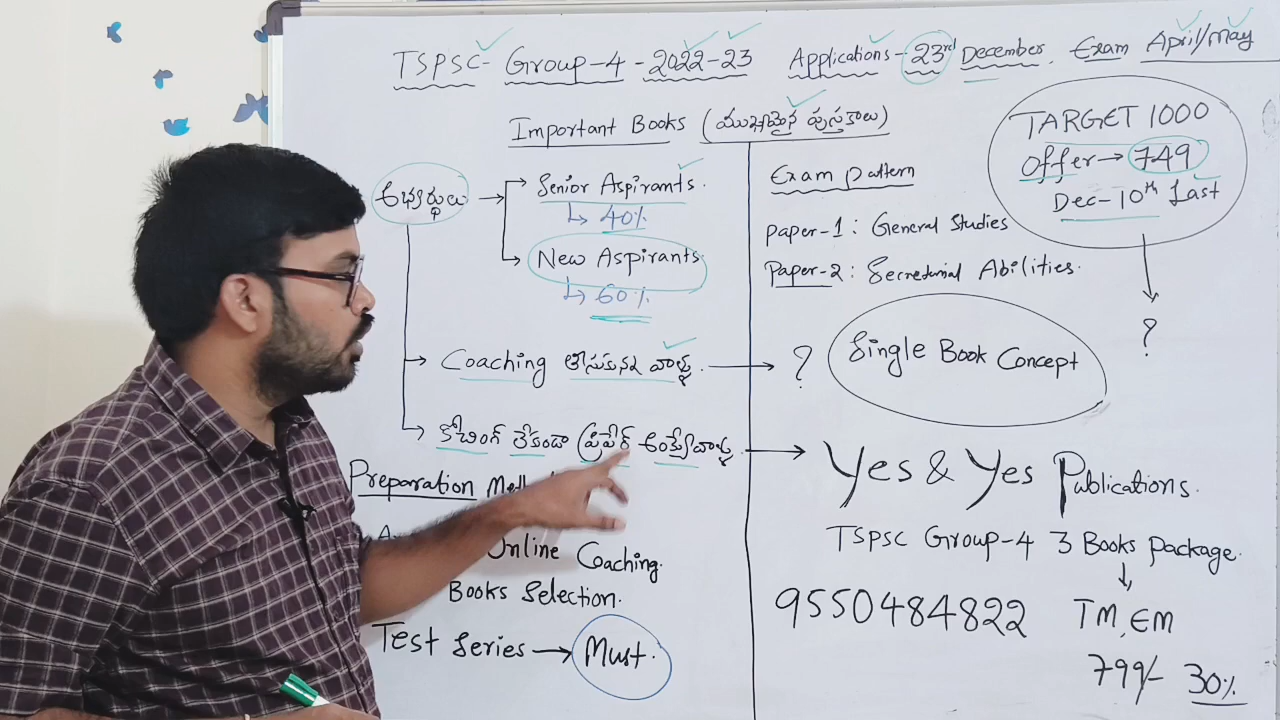 TSPSC - Group-4 - 2022-23 Applications - 23rd December, Exam April/May
Important Books (ముఖ్యమైన పుస్తకాలు)
అభ్యర్థులు → Senior Aspirants.
↳ 40%
New Aspirants
↳ 60%
Coaching తీసుకునే వాళ్ళు → ?
కోచింగ్ లేకుండా ప్రిపేర్ అయ్యేవాళ్ళు →
Preparation
Online Coaching.
Books Selection.
Test Series → Must.
Exam pattern
Paper-1: General Studies
Paper-2: Secretarial Abilities.
Single Book Concept
Yes & Yes Publications.
TSPSC Group-4 3 Books package.
9550484822 TM, EM
799/- 30%
TARGET 1000
Offer → 749
Dec-10th Last
?